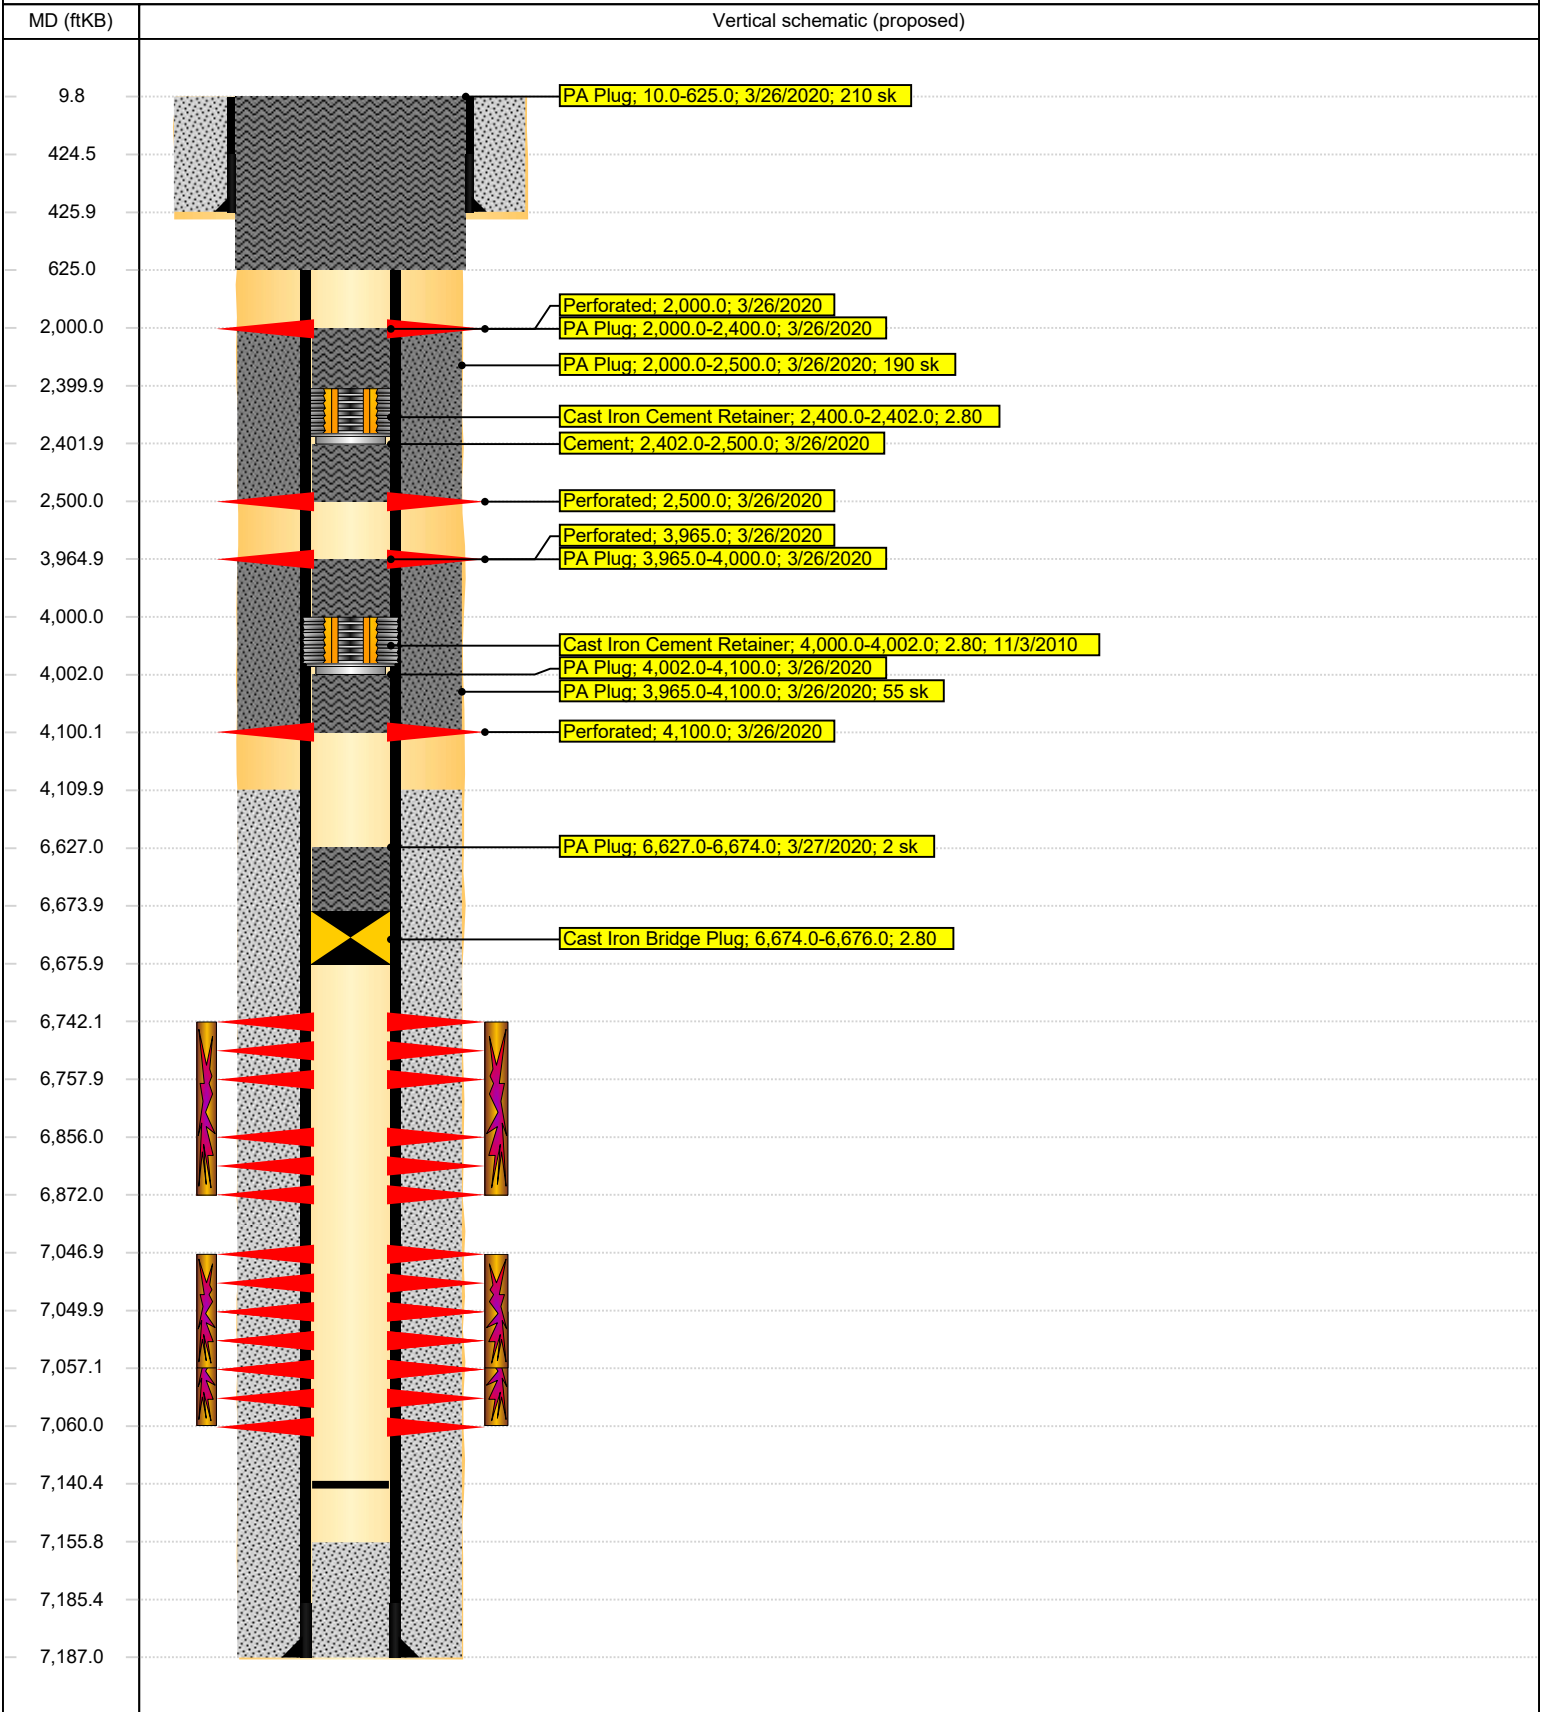 MD (ftKB) Vertical schematic (proposed)
9.8 PA Plug; 10.0-625.0; 3/26/2020; 210 sk
424.5
425.9
625.0
Perforated; 2,000.0; 3/26/2020
2,000.0 PA Plug; 2,000.0-2,400.0; 3/26/2020
PA Plug; 2,000.0-2,500.0; 3/26/2020; 190 sk
2,399.9
Cast Iron Cement Retainer; 2,400.0-2,402.0; 2.80
2,401.9 Cement; 2,402.0-2,500.0; 3/26/2020
2,500.0 Perforated; 2,500.0; 3/26/2020
Perforated; 3,965.0; 3/26/2020
3,964.9 PA Plug; 3,965.0-4,000.0; 3/26/2020
4,000.0
Cast Iron Cement Retainer; 4,000.0-4,002.0; 2.80; 11/3/2010
PA Plug; 4,002.0-4,100.0; 3/26/2020
4,002.0
PA Plug; 3,965.0-4,100.0; 3/26/2020; 55 sk
4,100.1 Perforated; 4,100.0; 3/26/2020
4,109.9
6,627.0 PA Plug; 6,627.0-6,674.0; 3/27/2020; 2 sk
6,673.9
Cast Iron Bridge Plug; 6,674.0-6,676.0; 2.80
6,675.9
6,742.1
6,757.9
6,856.0
6,872.0
7,046.9
7,049.9
7,057.1
7,060.0
7,140.4
7,155.8
7,185.4
7,187.0